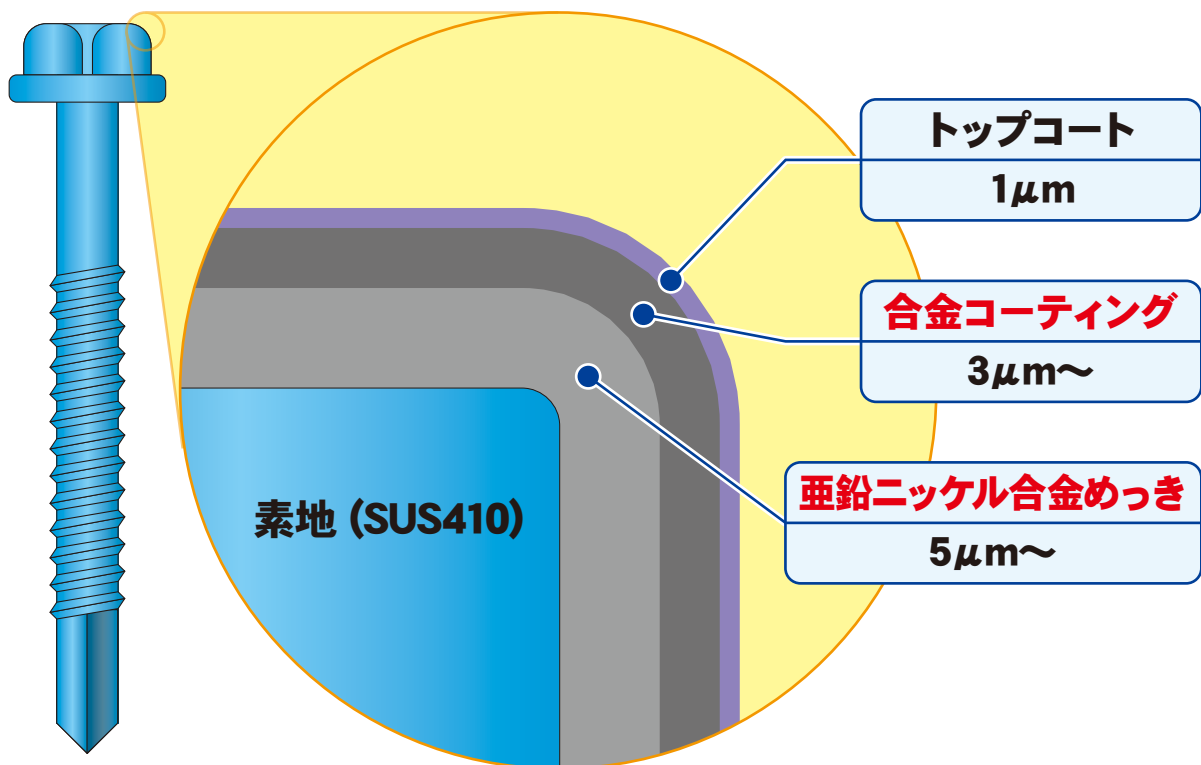 トップコート
1μm
合金コーティング
3μm〜
亜鉛ニッケル合金めっき
5μm〜
素地（SUS410）